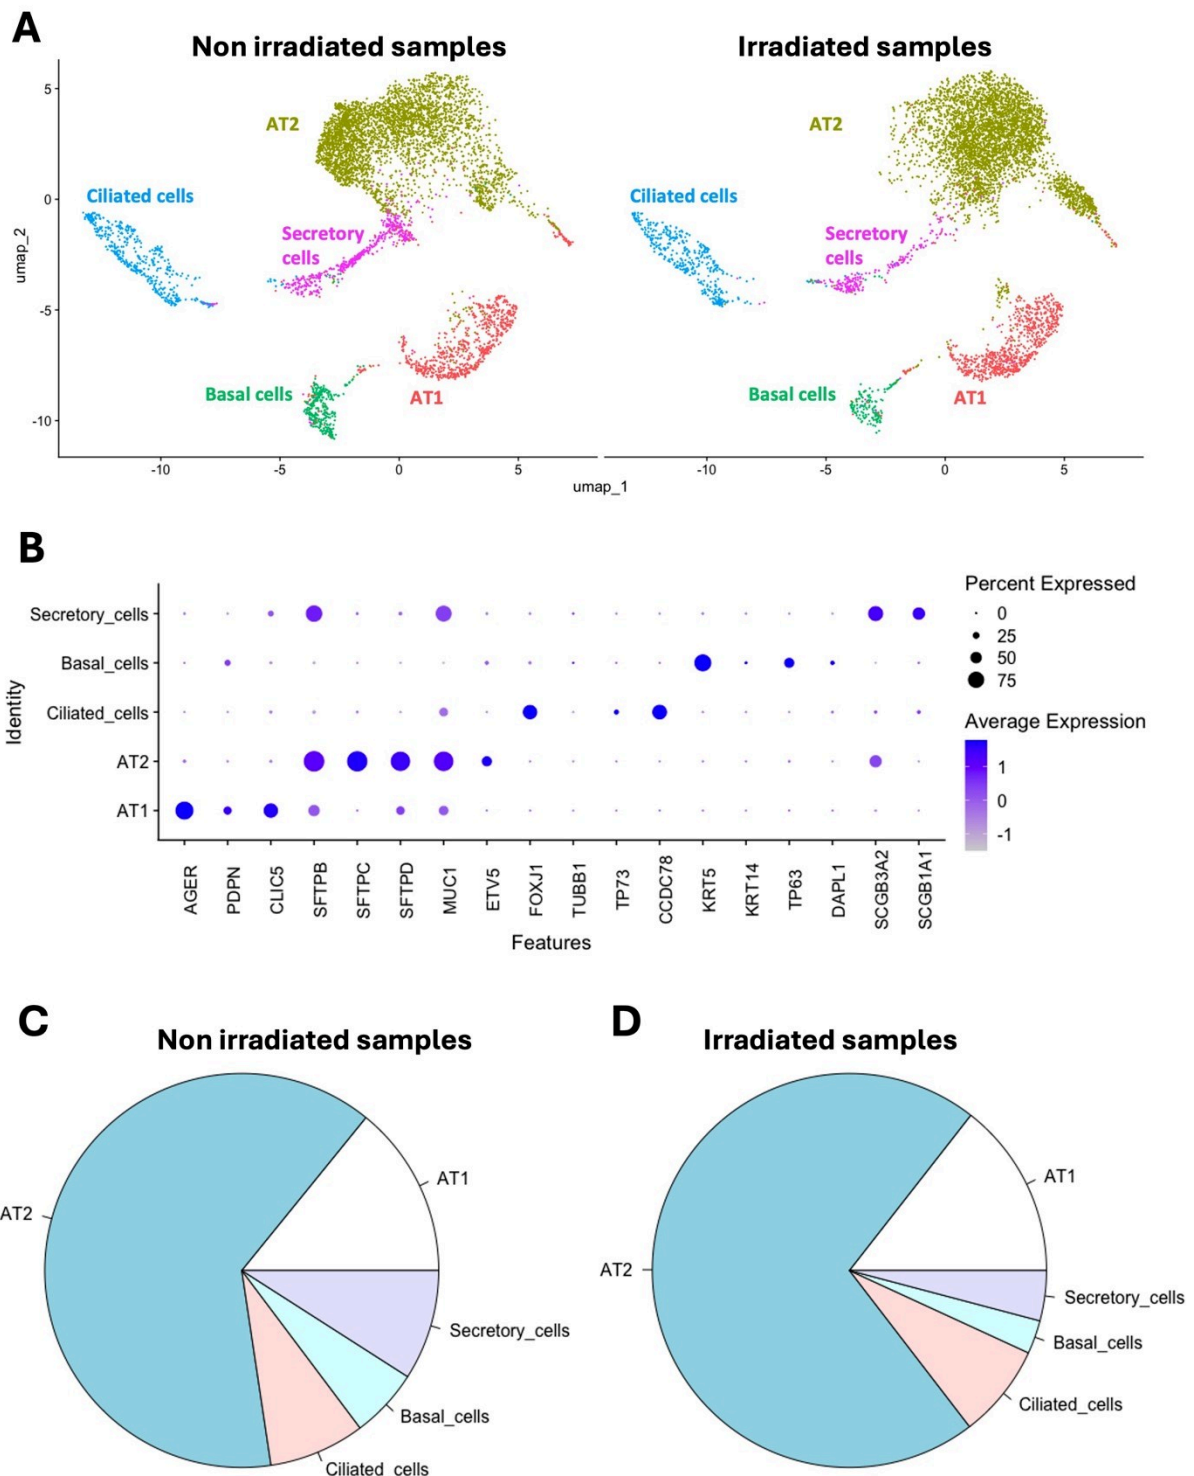 A
Non irradiated samples
Irradiated samples
5
0
-5
-10
umap_2
AT2
Ciliated cells
Secretory
cells
Basal cells
AT1
AT2
Ciliated cells
Secretory
cells
Basal cells
AT1
-10
-5
0
5
-10
-5
0
5
umap_1
B
Identity
Secretory_cells
Basal_cells
Ciliated_cells
AT2
AT1
AGER
PDPN
CLIC5
SFTPB
SFTPC
SFTPD
MUC1
ETV5
FOXJ1
TUBB1
TP73
CCDC78
KRT5
KRT14
TP63
DAPL1
SCGB3A2
SCGB1A1
Features
Percent Expressed
0
25
50
75
Average Expression
1
0
-1
C
Non irradiated samples
AT1
AT2
Secretory_cells
Basal_cells
Ciliated_cells
D
Irradiated samples
AT1
AT2
Secretory_cells
Basal_cells
Ciliated_cells